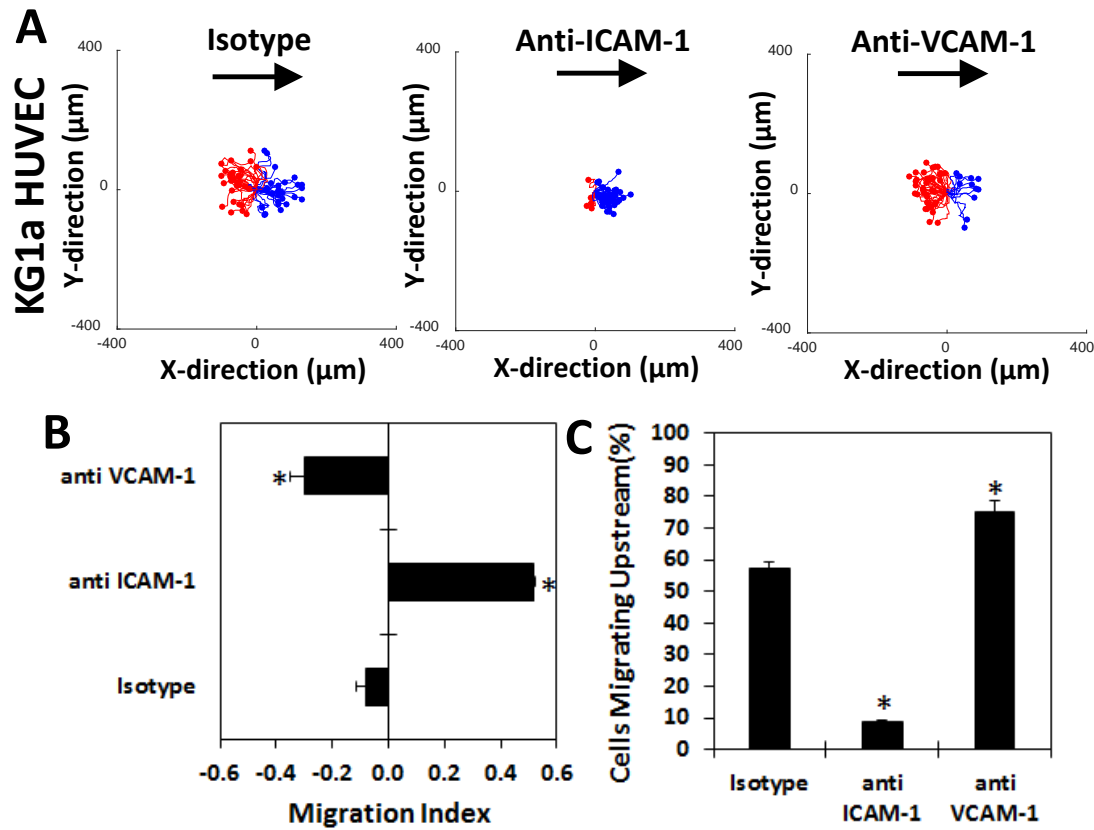 A
Isotype
Anti-ICAM-1
Anti-VCAM-1
KG1a HUVEC
400
0
-400
Y-direction (µm)
-400
0
400
X-direction (µm)
400
0
-400
Y-direction (µm)
-400
0
400
X-direction (µm)
400
0
-400
Y-direction (µm)
-400
0
400
X-direction (µm)
B
anti VCAM-1
*
anti ICAM-1
*
Isotype
-0.6 -0.4 -0.2 0.0 0.2 0.4 0.6
Migration Index
C
Cells Migrating Upstream(%)
100
90
80
70
60
50
40
30
20
10
0
*
*
Isotype
anti
ICAM-1
anti
VCAM-1